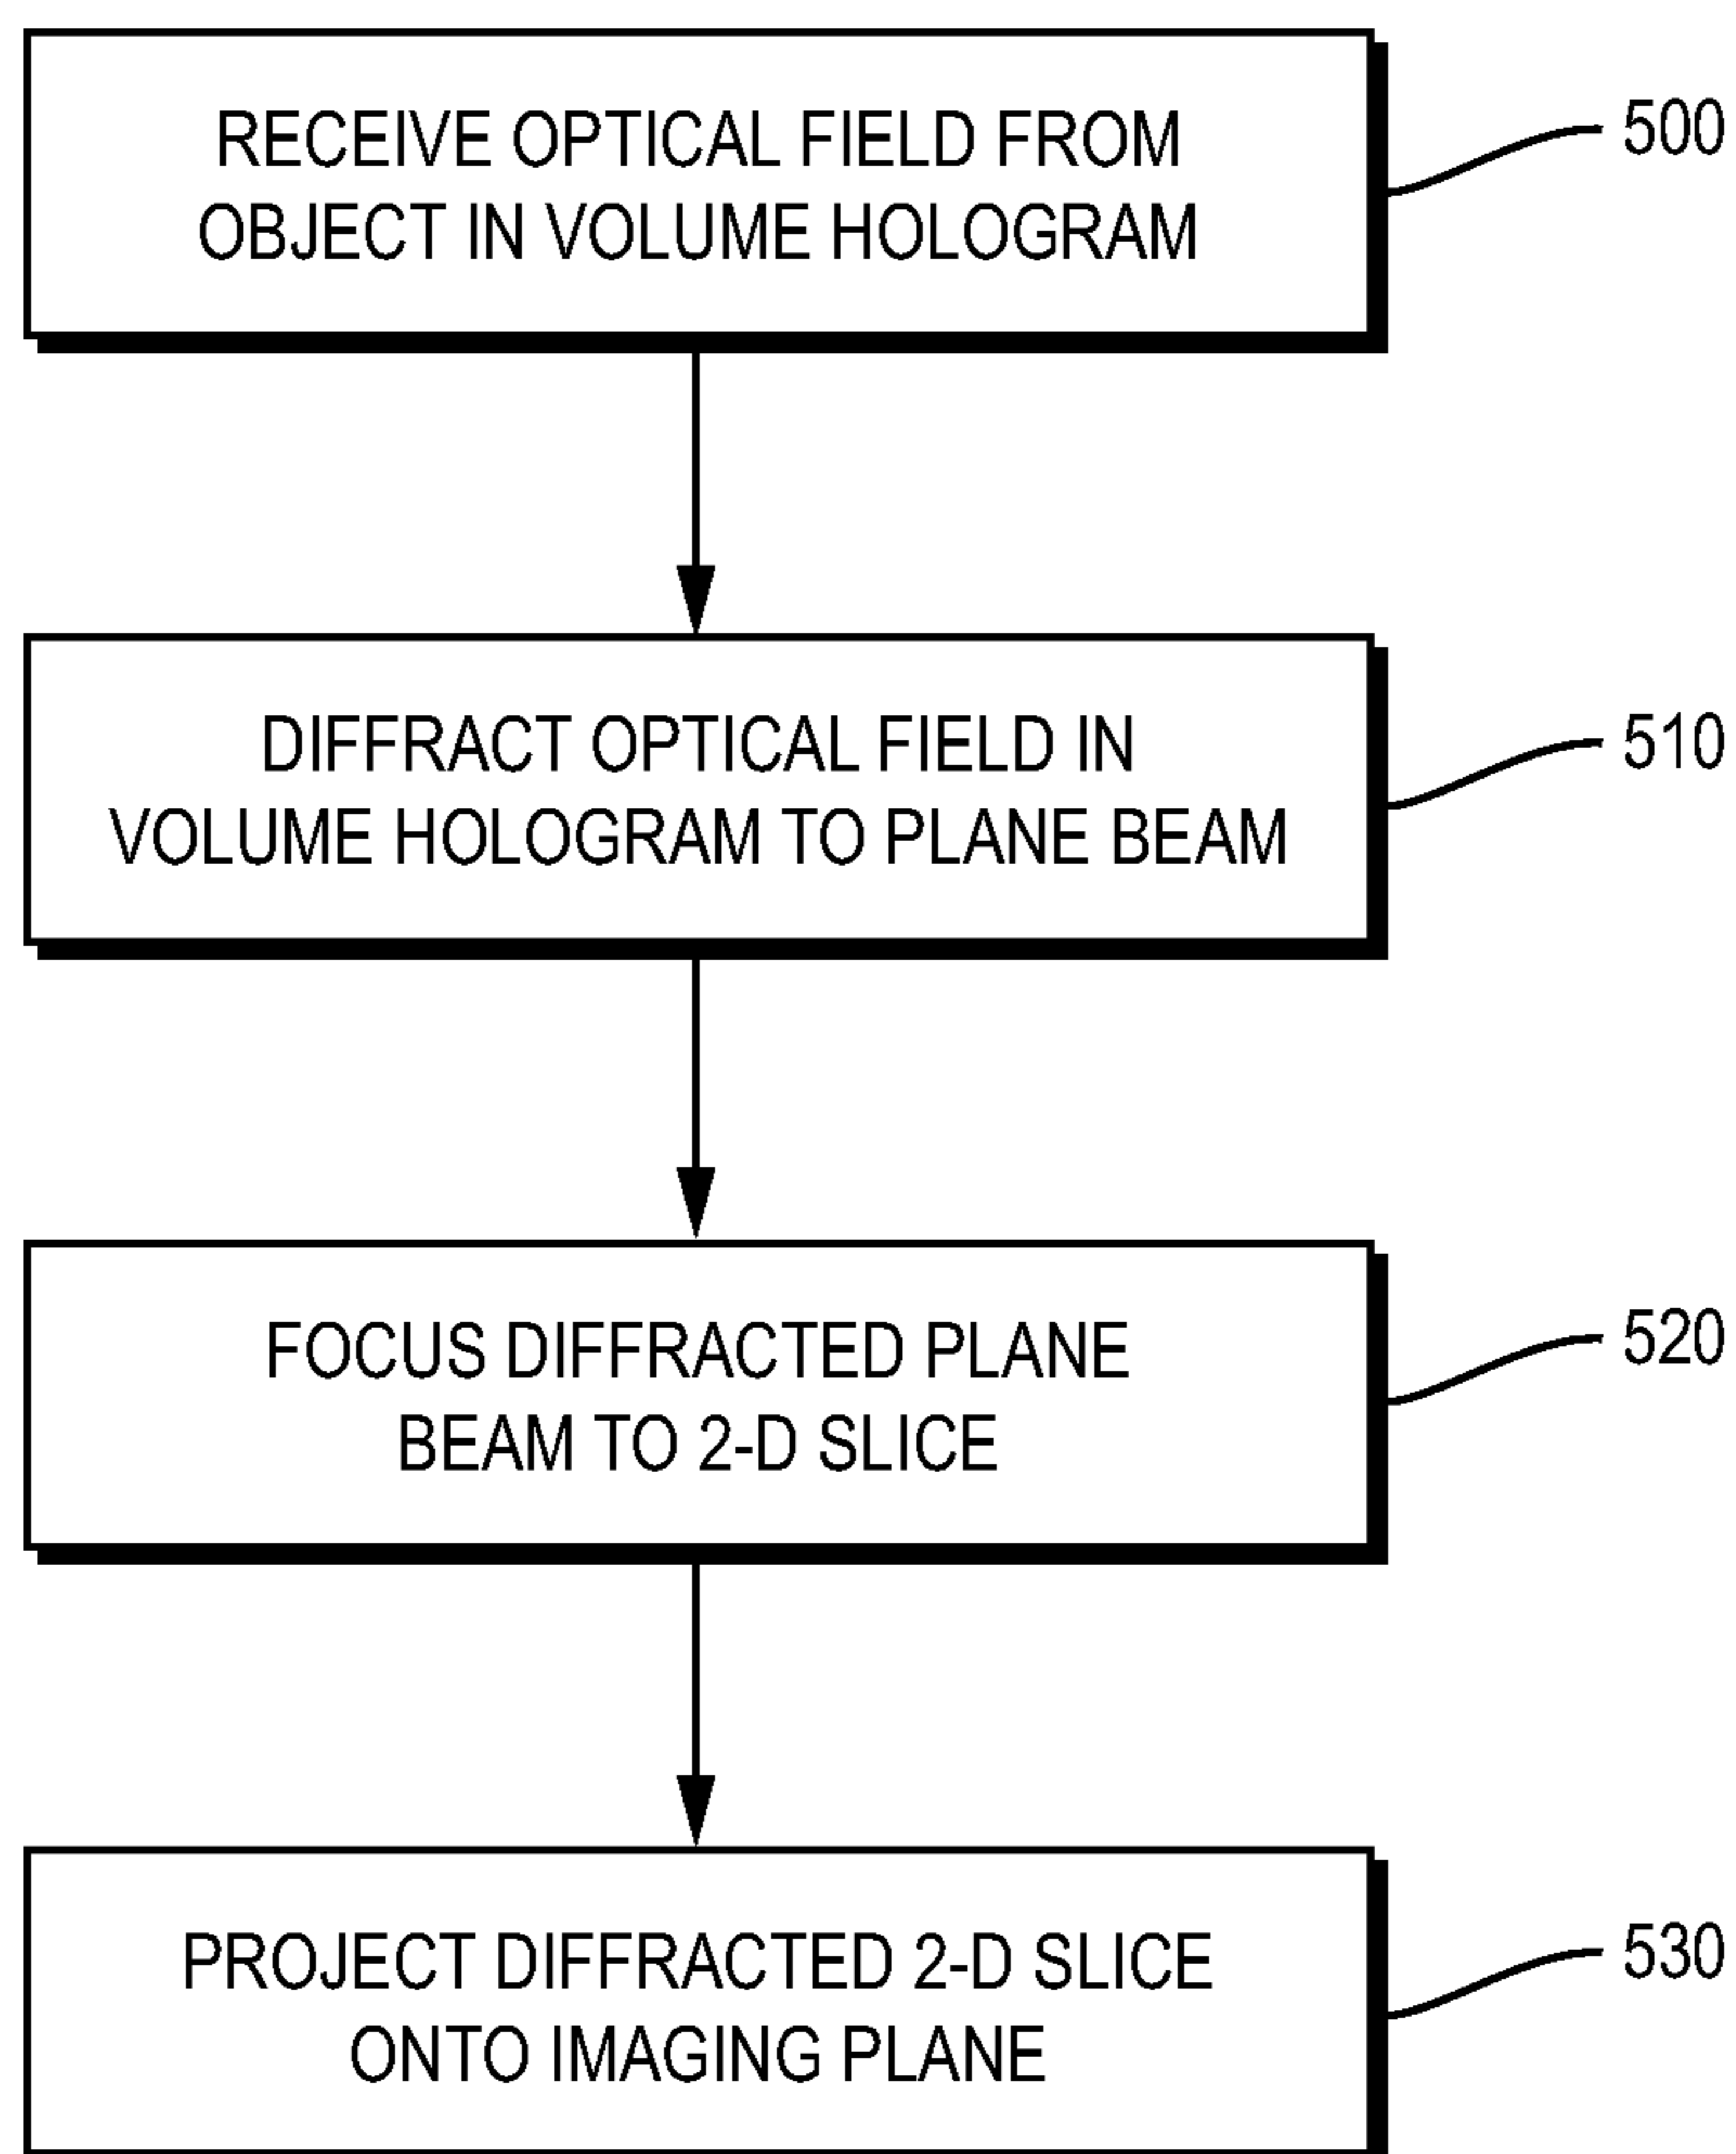 RECEIVE OPTICAL FIELD FROM
OBJECT IN VOLUME HOLOGRAM
500
DIFFRACT OPTICAL FIELD IN
VOLUME HOLOGRAM TO PLANE BEAM
510
FOCUS DIFFRACTED PLANE
BEAM TO 2-D SLICE
520
PROJECT DIFFRACTED 2-D SLICE
ONTO IMAGING PLANE
530